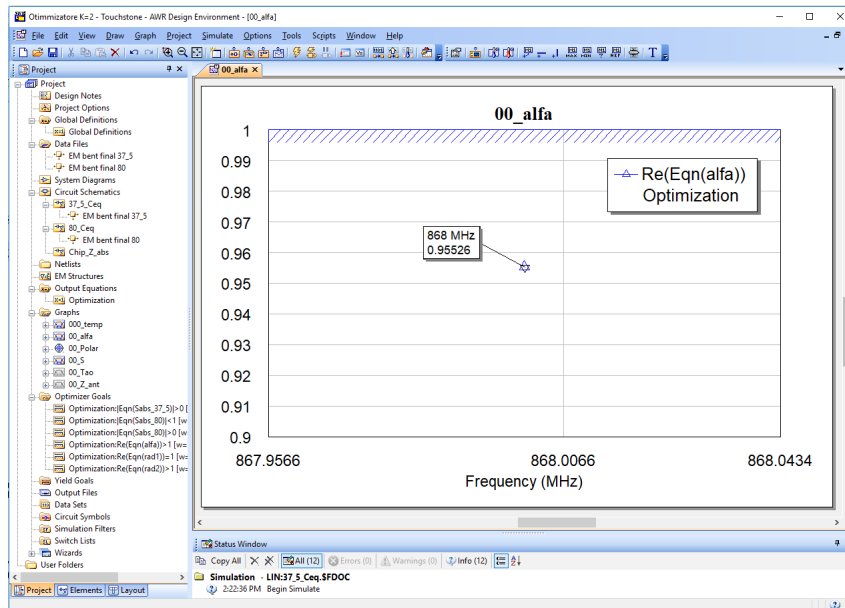 Otimmizatore K=2 - Touchstone - AWR Design Environment - [00_alfa]
File Edit View Draw Graph Project Simulate Options Tools Scripts Window Help
Project
00_alfa
Project
Design Notes
Project Options
Global Definitions
Global Definitions
Data Files
EM bent final 37_5
EM bent final 80
System Diagrams
Circuit Schematics
37_5_Ceq
EM bent final 37_5
80_Ceq
EM bent final 80
Chip_Z_abs
Netlists
EM Structures
Output Equations
Optimization
Graphs
000_temp
00_alfa
00_Polar
00_S
00_Tao
00_Z_ant
Optimizer Goals
Optimization:|Eqn(Sabs_37_5)|>0 [
Optimization:|Eqn(Sabs_80)|<1 [w
Optimization:|Eqn(Sabs_80)|>0 [w
Optimization:Re(Eqn(alfa))>1 [w=
Optimization:Re(Eqn(rad1))=1 [w=
Optimization:Re(Eqn(rad2))>1 [w=
Yield Goals
Output Files
Data Sets
Circuit Symbols
Simulation Filters
Switch Lists
Wizards
User Folders
Project Elements Layout
00_alfa
1
0.99
0.98
0.97
0.96
0.95
0.94
0.93
0.92
0.91
0.9
Re(Eqn(alfa))
Optimization
868 MHz
0.95526
867.9566 868.0066 868.0434
Frequency (MHz)
Status Window
Copy All All (12) Errors (0) Warnings (0) Info (12)
Simulation - LIN:37_5_Ceq.$FDOC
2:22:36 PM Begin Simulate